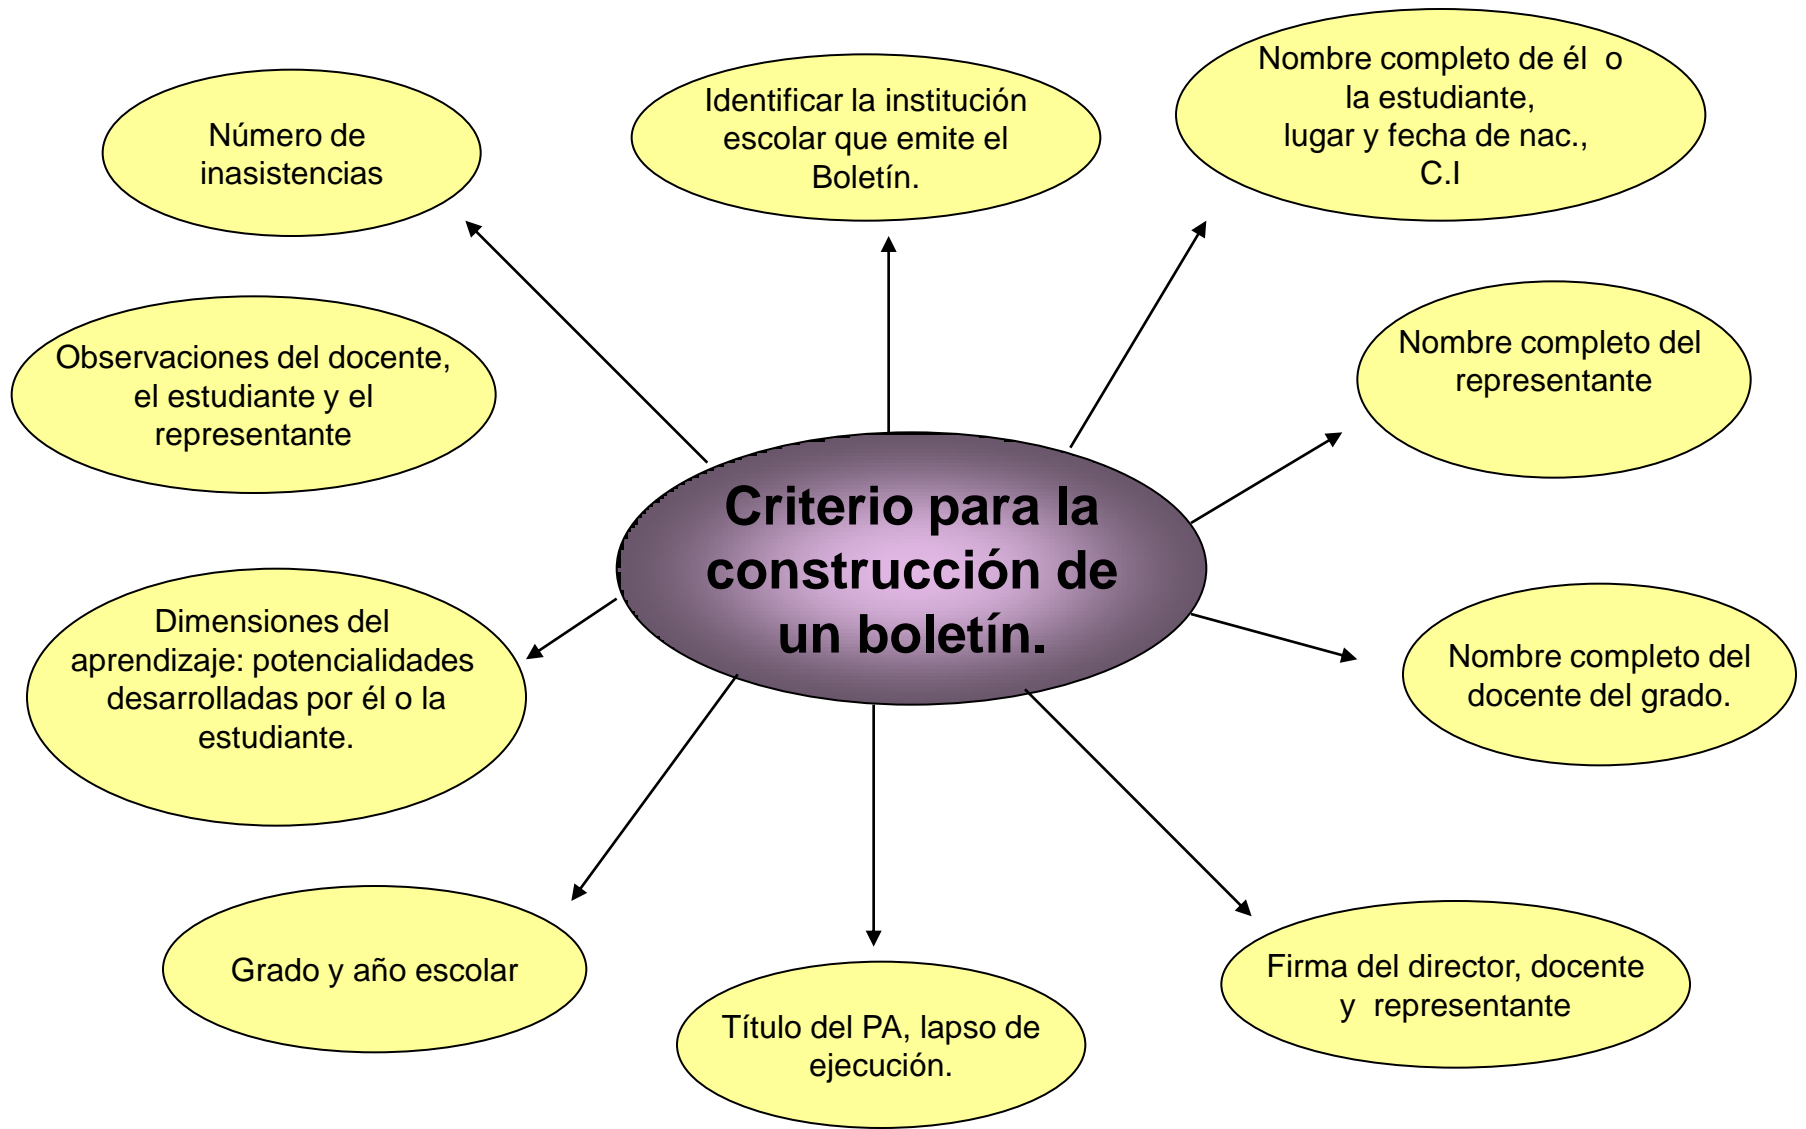 Nombre completo de él o
la estudiante,
lugar y fecha de nac.,
C.I
Identificar la institución
escolar que emite el
Boletín.
Número de
inasistencias
Nombre completo del
representante
Observaciones del docente,
el estudiante y el
representante
Criterio para la
construcción de
un boletín.
Dimensiones del
aprendizaje: potencialidades
desarrolladas por él o la
estudiante.
Nombre completo del
docente del grado.
Grado y año escolar
Firma del director, docente
y representante
Título del PA, lapso de
ejecución.